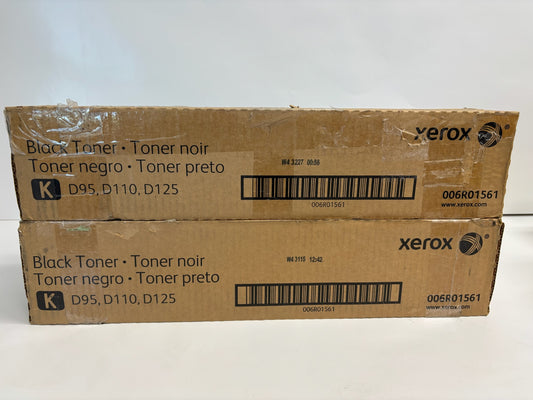 Black Toner • Toner noir
Toner negro • Toner preto
K D95, D110, D125
W4 3227 00:56
006R01561
xerox
006R01561
www.xerox.com
Black Toner • Toner noir
Toner negro • Toner preto
K D95, D110, D125
W4 3115 12:42
006R01561
xerox
006R01561
www.xerox.com